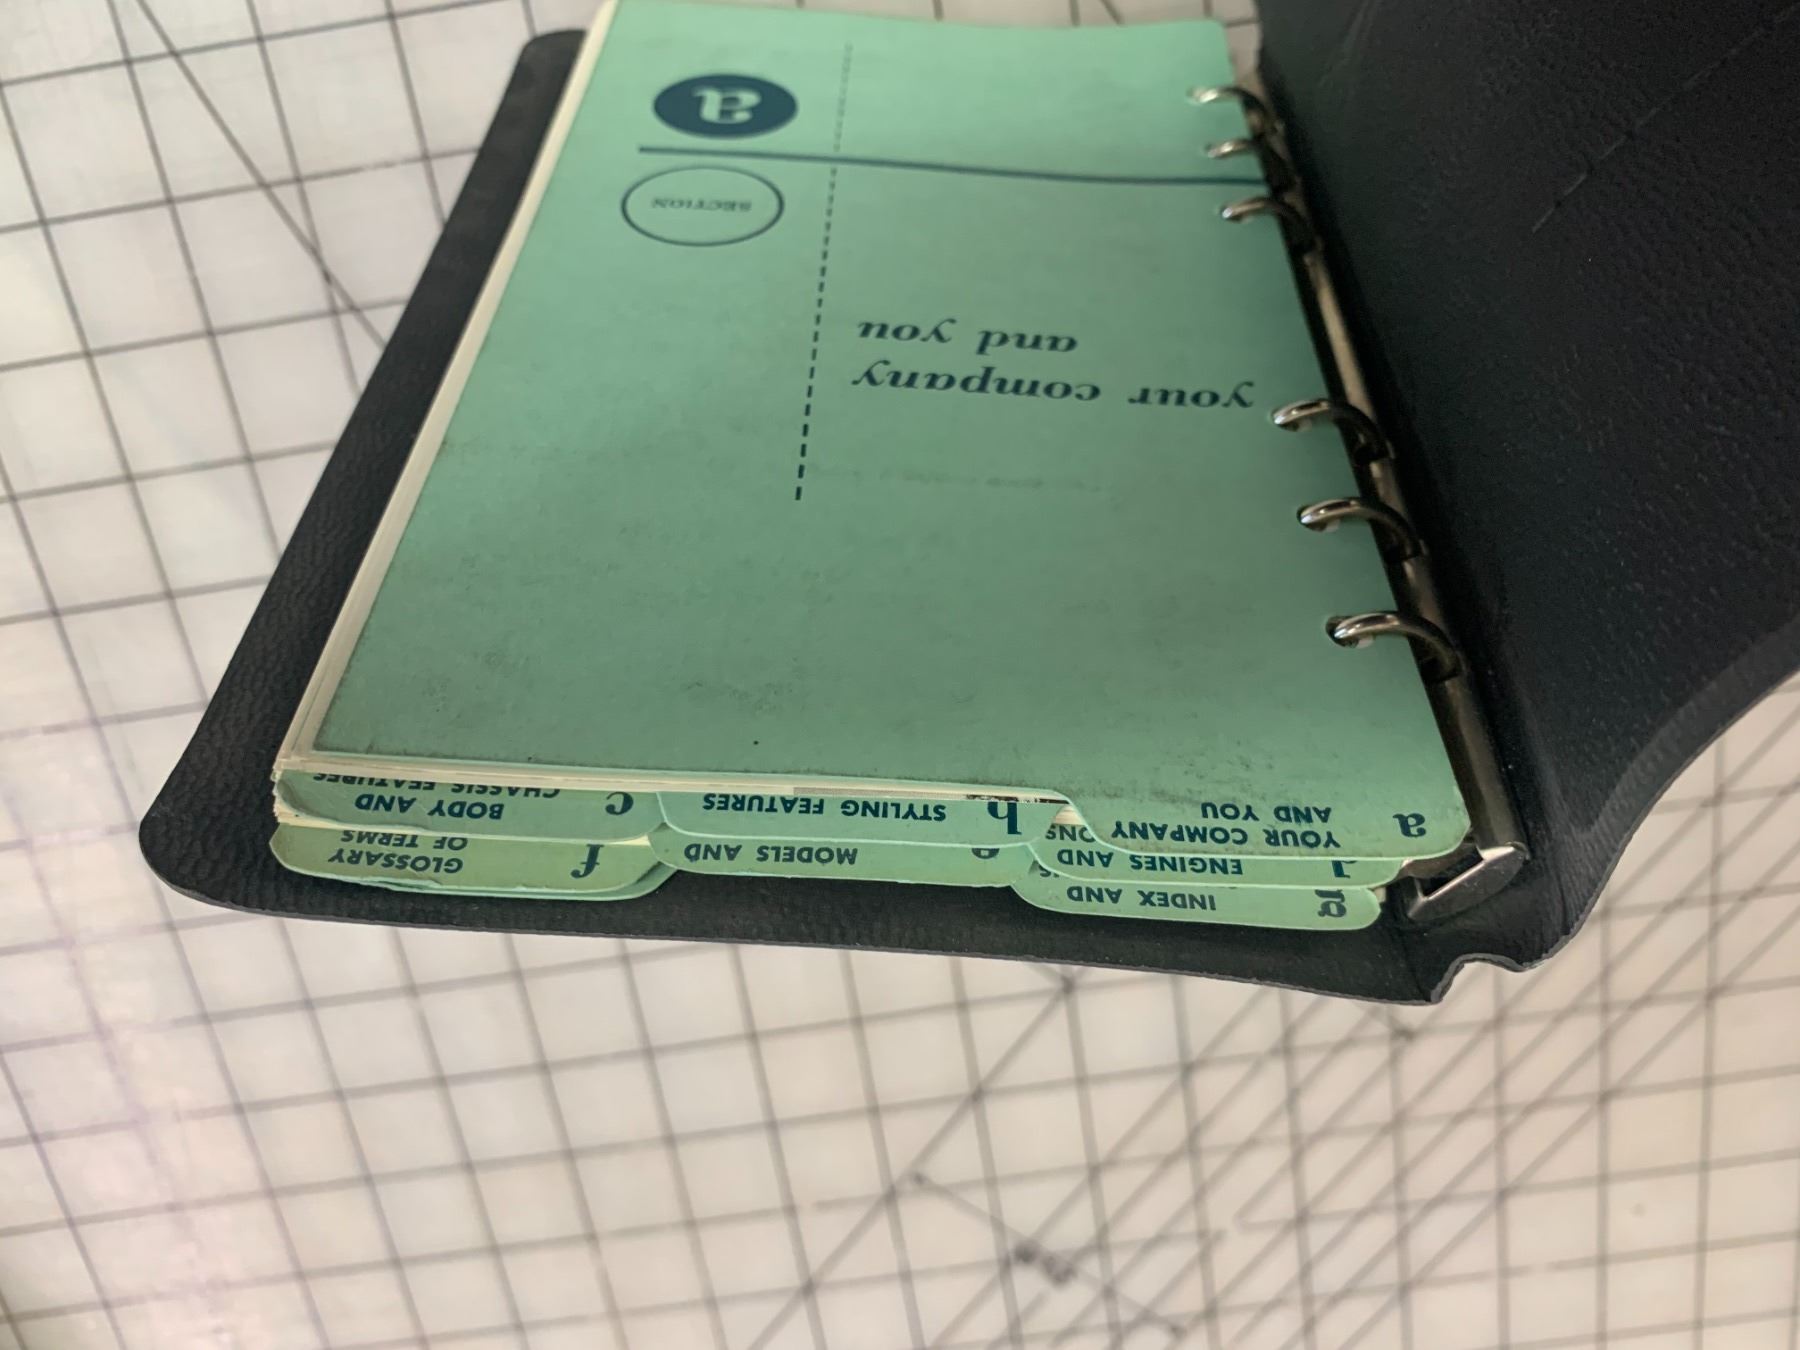 a
SECTION
your company
and you
a
YOUR COMPANY
AND YOU
b
STYLING FEATURES
c
BODY AND
CHASSIS FEATURES
d
ENGINES AND
e
MODELS AND
f
GLOSSARY
OF TERMS
g
INDEX AND